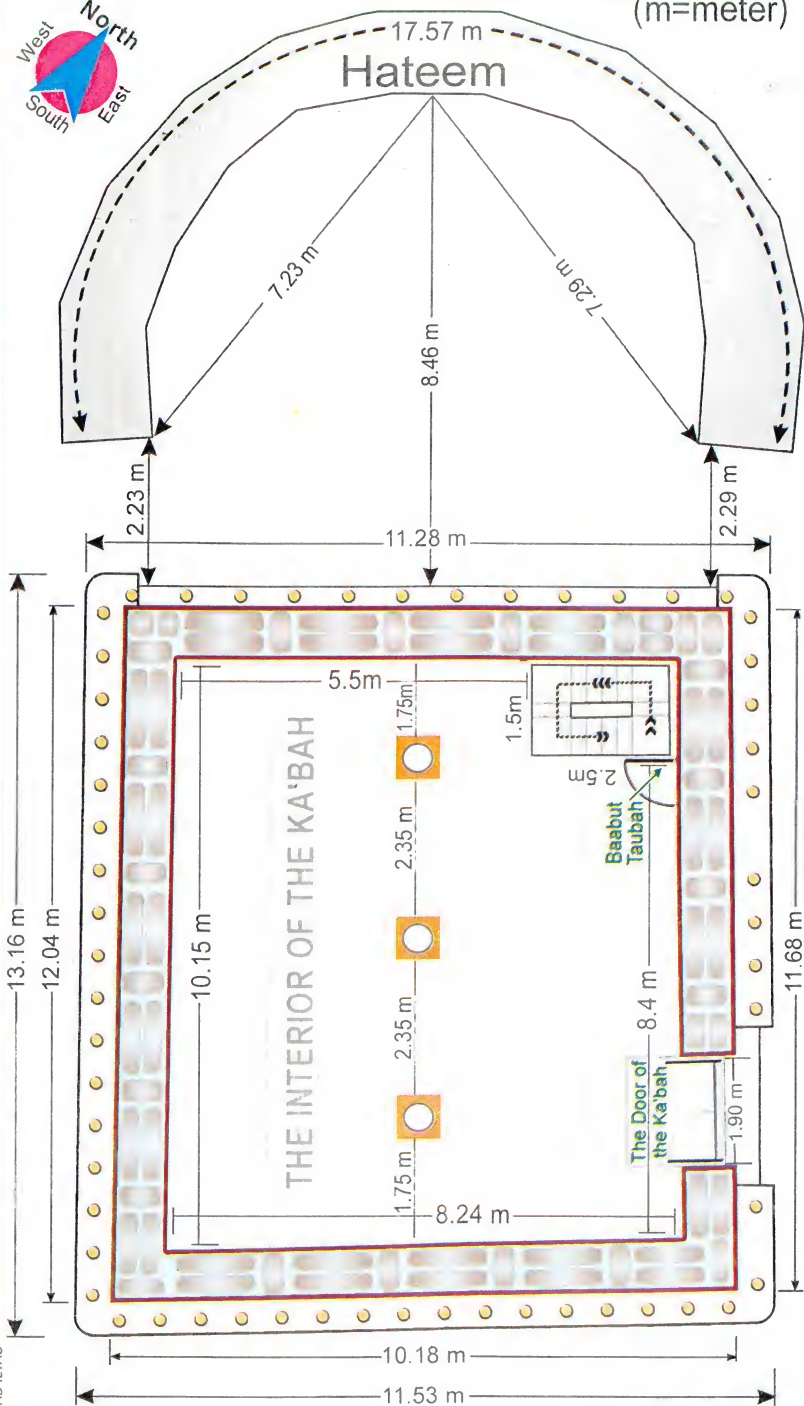 (m=meter)
North
West
South
East
17.57 m
Hateem
7.23 m
7.29 m
8.46 m
2.23 m
2.29 m
11.28 m
5.5m
1.75m
1.5m
2.5m
Baabut
Taubah
THE INTERIOR OF THE KA'BAH
2.35 m
13.16 m
12.04 m
10.15 m
11.68 m
2.35 m
8.4 m
The Door of
the Ka'bah
1.90 m
1.75 m
8.24 m
10.18 m
11.53 m